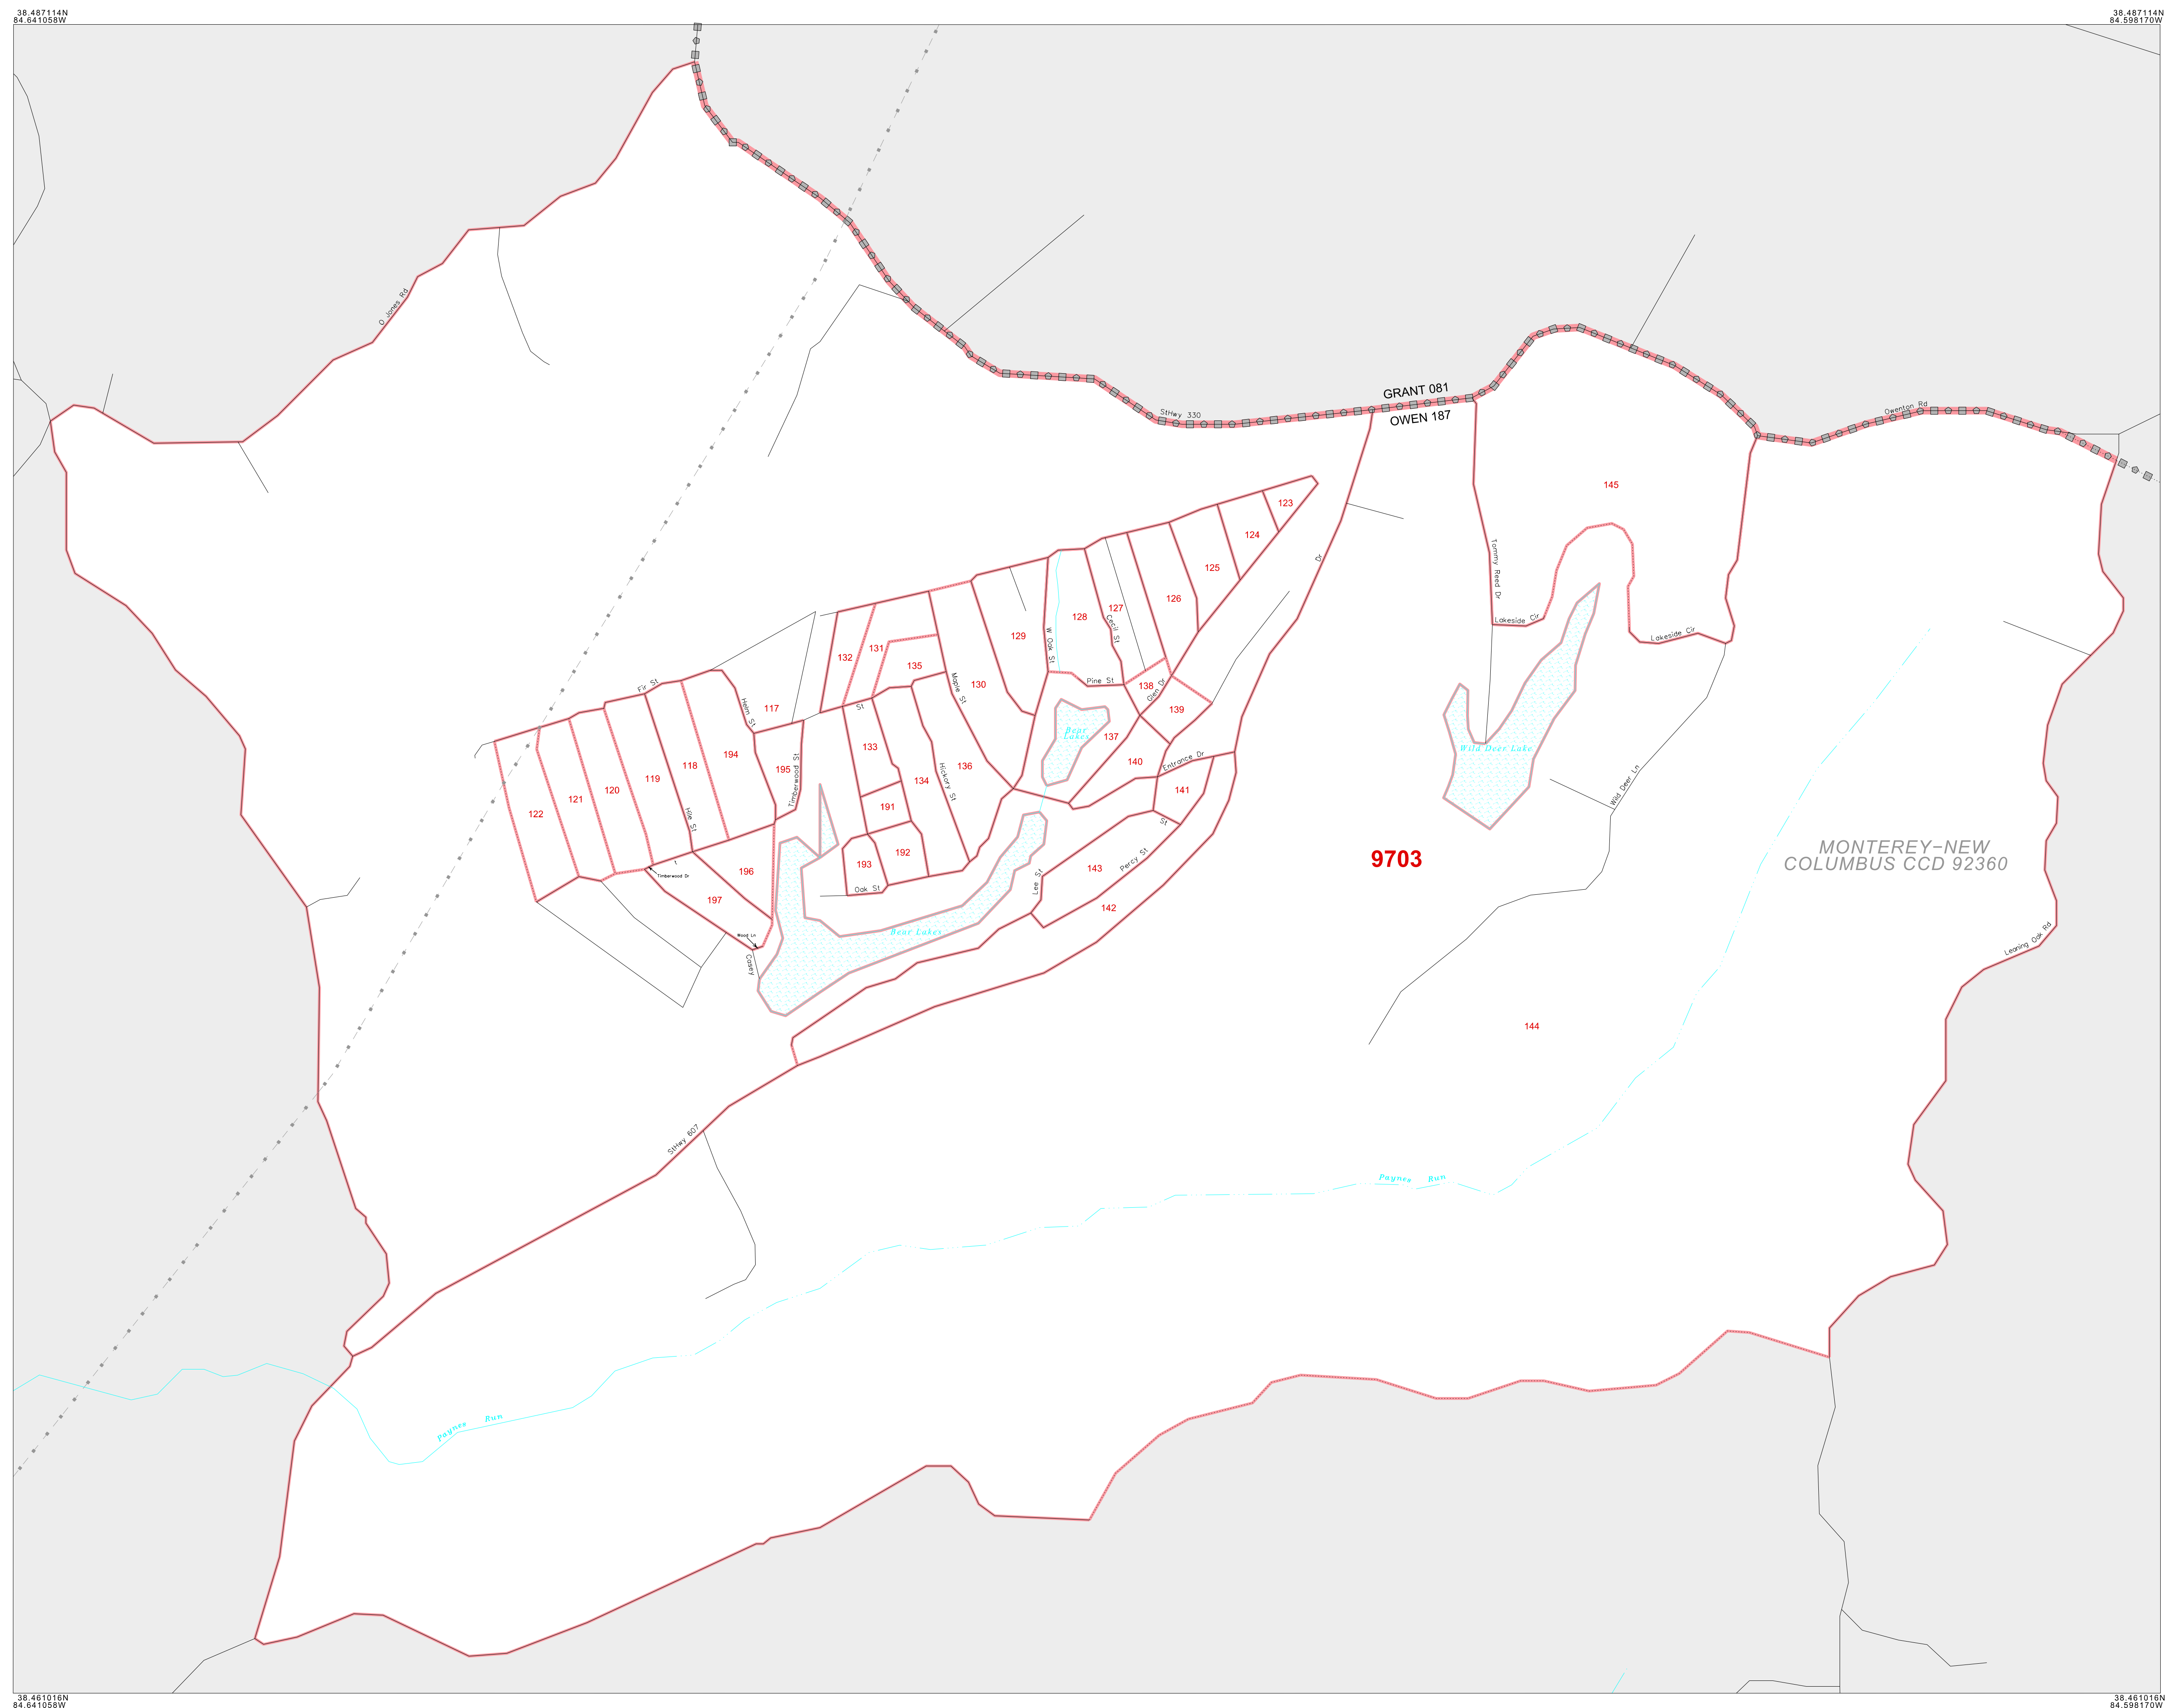 38.487114N
84.641058W
38.487114N
84.598170W
O Jones Rd
StHwy 330
GRANT 081
OWEN 187
Owenton Rd
145
123
124
125
126
127
128
129
130
131
132
135
Tommy Reed Dr
Lakeside Cir
Lakeside Cir
Dr
W Oak St
Cecil St
Pine St
138
Glen Dr
139
Maple St
Fir St
Helm St
117
St
Deer
Lakes
137
140
Entrance Dr
141
133
134
136
Hickory St
194
195
Timberwood St
118
119
120
121
122
Hile St
191
192
193
Oak St
196
197
t
Timberwood Dr
Wood Ln
Casey
Lee St
143
Percy St
St
142
Bear Lakes
Wild Deer Lake
Wild Deer Ln
9703
MONTEREY-NEW
COLUMBUS CCD 92360
Leaning Oak Rd
144
StHwy 607
Paynes Run
Paynes Run
38.461016N
84.641058W
38.461016N
84.598170W